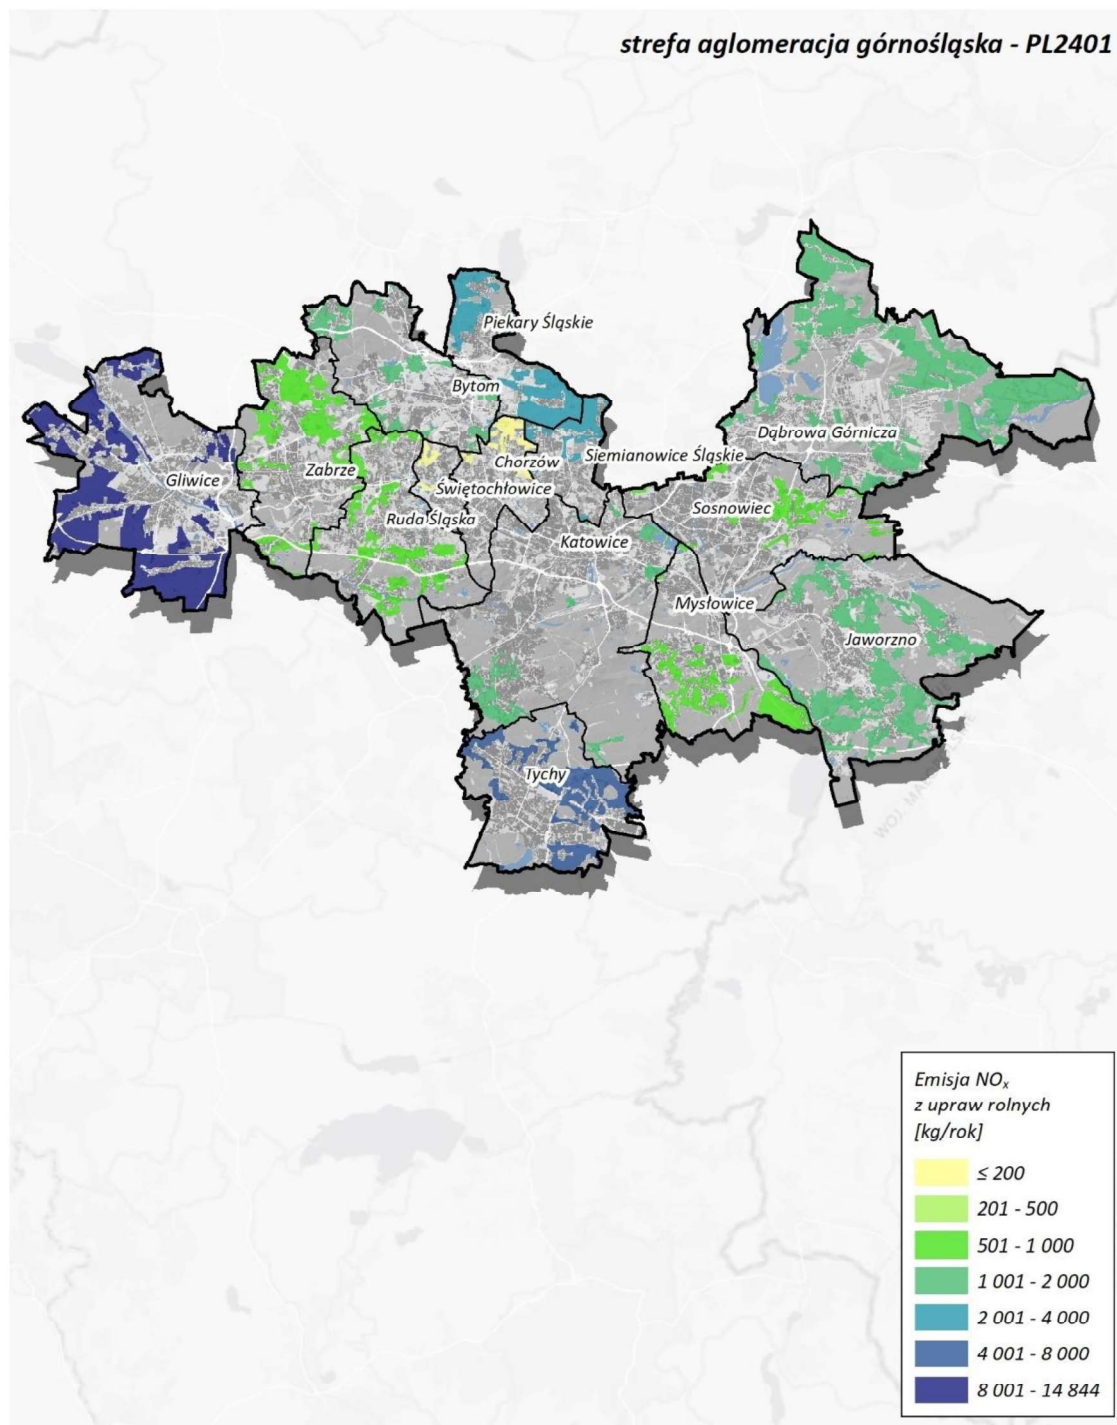 strefa aglomeracja górnośląska - PL2401
Piekary Śląskie
Bytom
Dąbrowa Górnicza
Siemianowice Śląskie
Chorzów
Zabrze
Gliwice
Świętochłowice
Sosnowiec
Ruda Śląska
Katowice
Mysłowice
Jaworzno
Tychy
Emisja NOₓ
z upraw rolnych
[kg/rok]
≤ 200
201 - 500
501 - 1 000
1 001 - 2 000
2 001 - 4 000
4 001 - 8 000
8 001 - 14 844